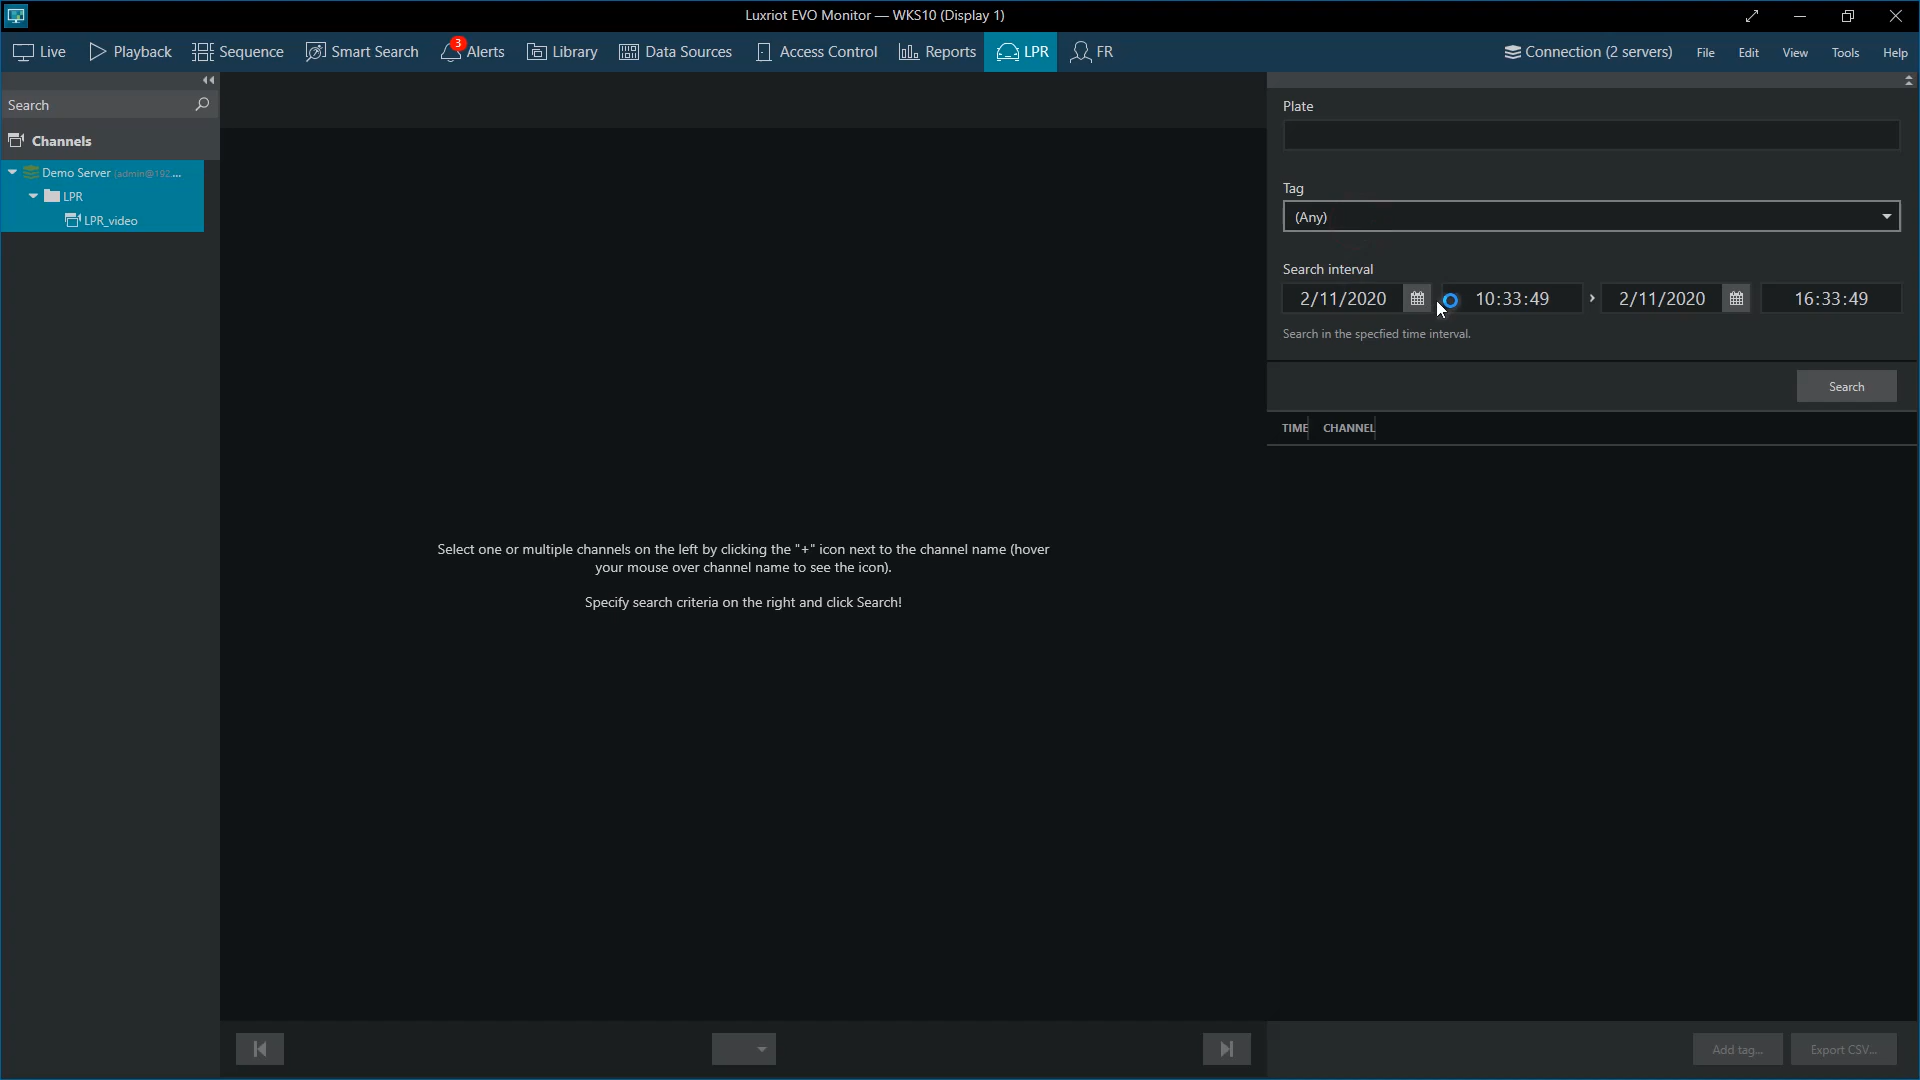 Luxriot EVO Monitor — WKS10 (Display 1)
Live
Playback
Sequence
Smart Search
3
Alerts
Library
Data Sources
Access Control
Reports
LPR
FR
Connection (2 servers)
File
Edit
View
Tools
Help
Search
Channels
Demo Server (admin@192....
LPR
LPR_video
Select one or multiple channels on the left by clicking the "+" icon next to the channel name (hover
your mouse over channel name to see the icon).
Specify search criteria on the right and click Search!
Plate
Tag
(Any)
Search interval
2/11/2020
10:33:49
2/11/2020
16:33:49
Search in the specfied time interval.
Search
TIME
CHANNEL
Add tag...
Export CSV...